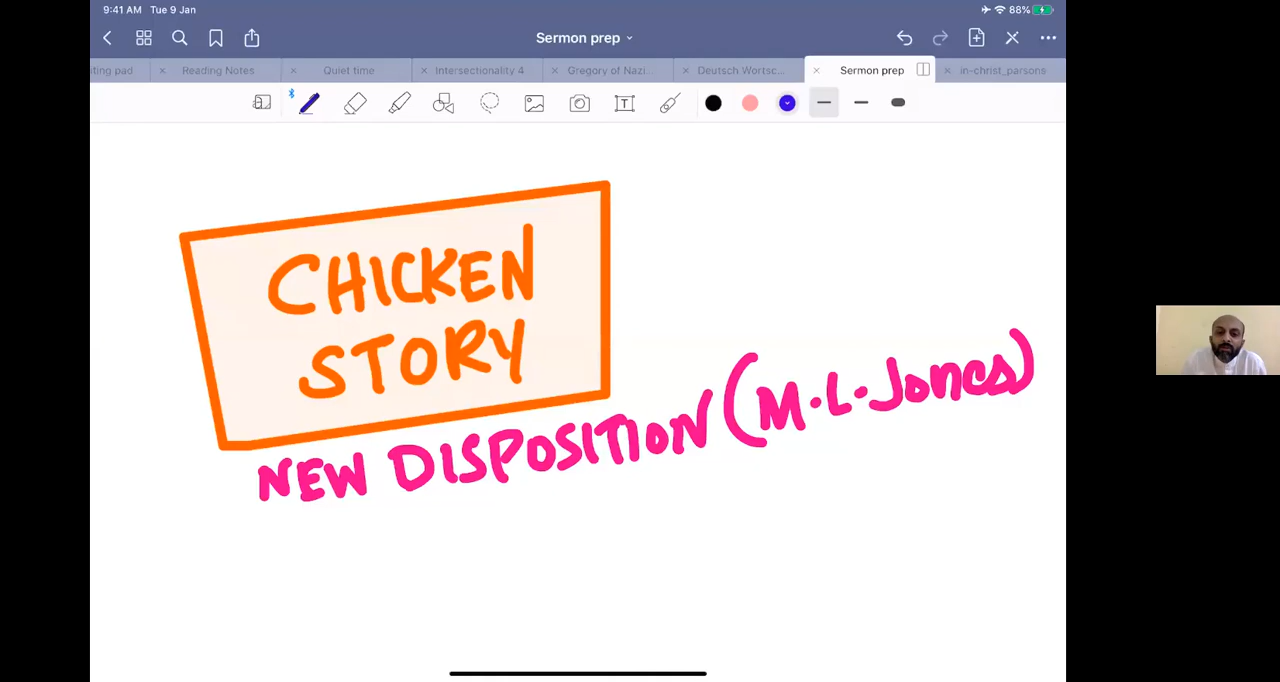 9:41 AM Tue 9 Jan
88%
Sermon prep
ting pad
Reading Notes
Quiet time
Intersectionality 4
Gregory of Nazi...
Deutsch Wortsc...
Sermon prep
in-christ_parsons
T
CHICKEN
STORY
NEW DISPOSITION (M.L.Jones)